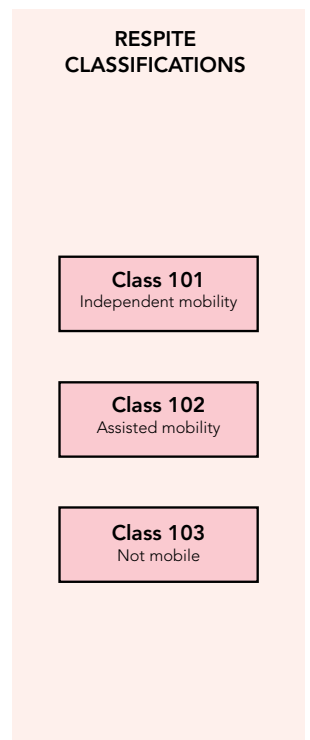 RESPITE
CLASSIFICATIONS
Class 101
Independent mobility
Class 102
Assisted mobility
Class 103
Not mobile